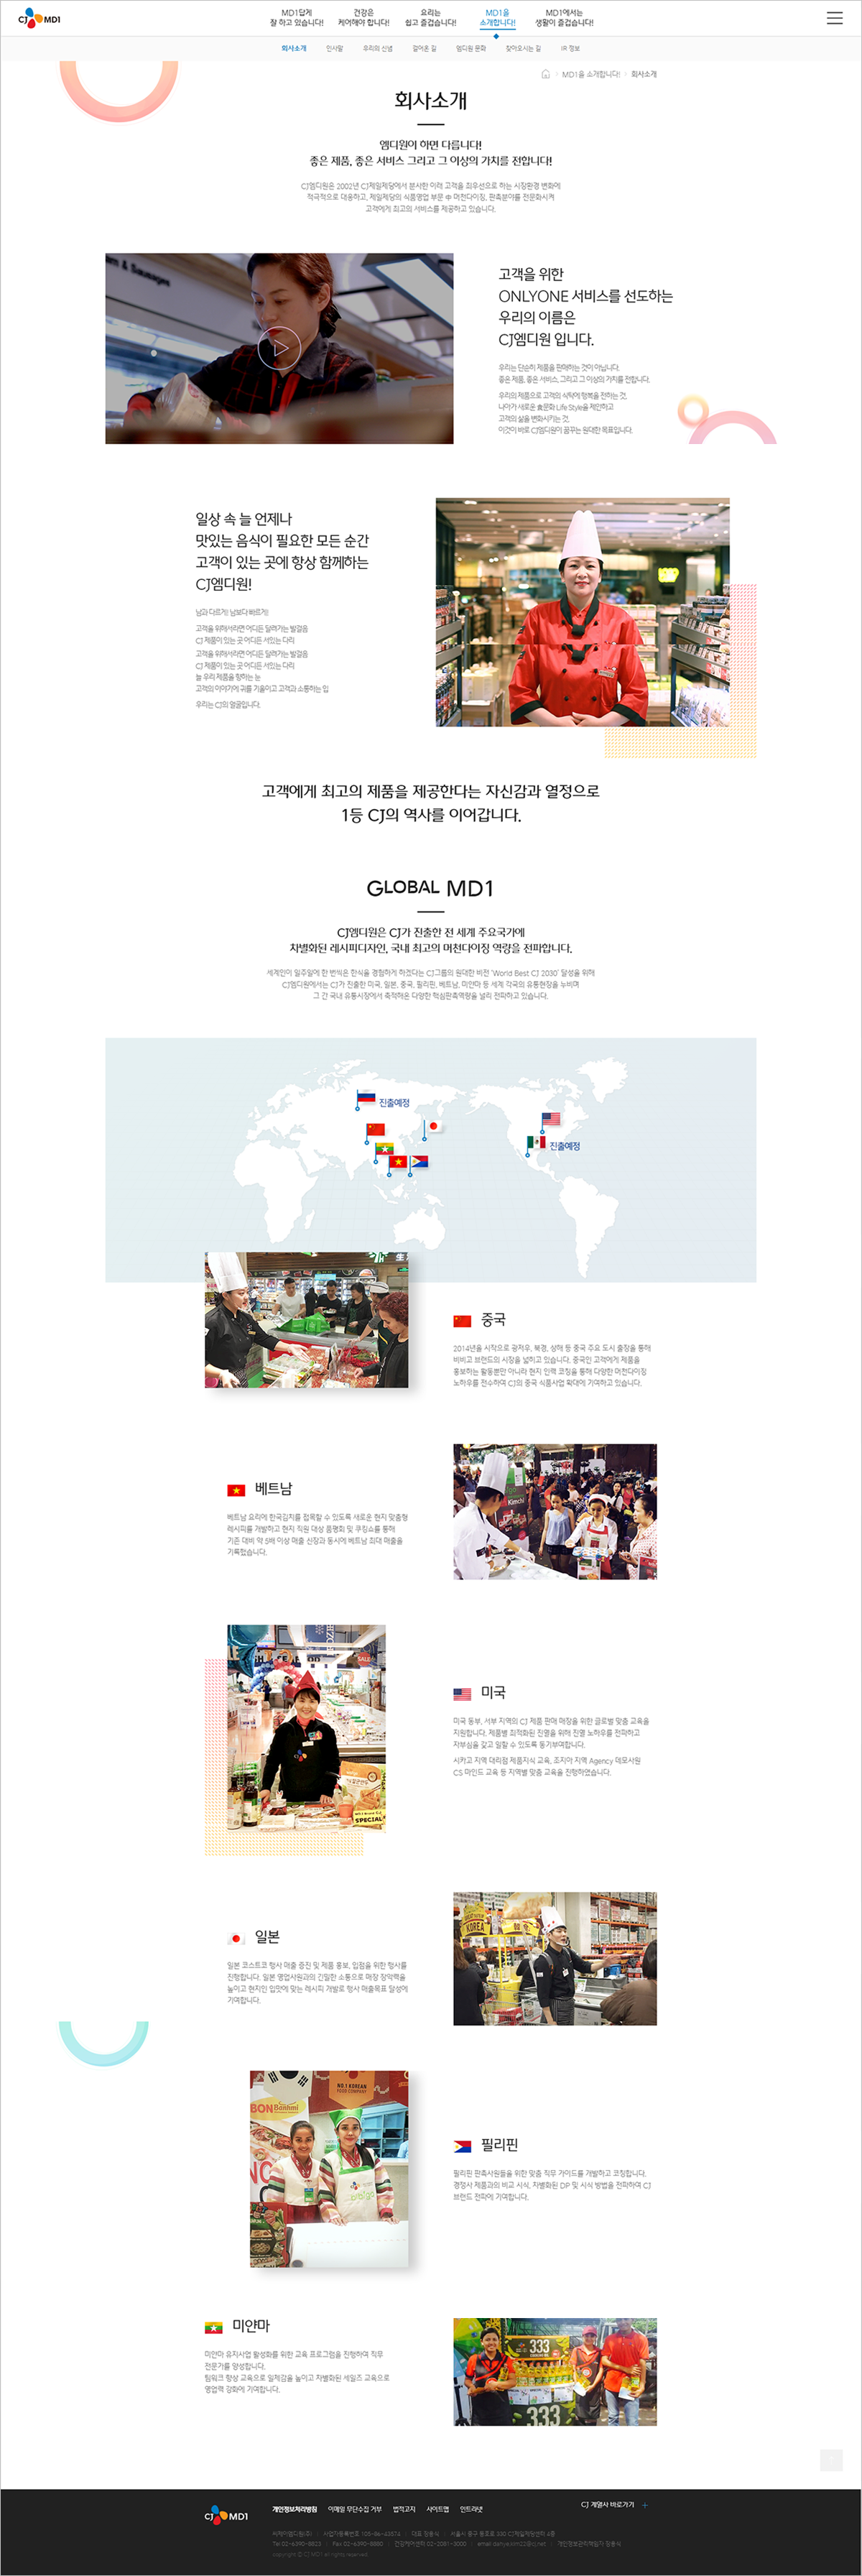 CJ MD1
MD1답게
잘 하고 있습니다!
건강은
케어해야 합니다!
요리는
쉽고 즐겁습니다!
MD1을
소개합니다!
MD1에서는
생활이 즐겁습니다!
회사소개
인사말
우리의 신념
걸어온 길
엠디원 문화
찾아오시는 길
IR 정보
MD1을 소개합니다!
회사소개
회사소개
엠디원이 하면 다릅니다!
좋은 제품, 좋은 서비스 그리고 그 이상의 가치를 전합니다!
CJ엠디원은 2002년 CJ제일제당에서 분사한 이래 고객을 최우선으로 하는 시장환경 변화에
적극적으로 대응하고, 제일제당의 식품영업 부문 中 머천다이징, 판촉분야를 전문화시켜
고객에게 최고의 서비스를 제공하고 있습니다.
& Sausages
고객을 위한
ONLYONE 서비스를 선도하는
우리의 이름은
CJ엠디원 입니다.
우리는 단순히 제품을 판매하는 것이 아닙니다.
좋은 제품, 좋은 서비스, 그리고 그 이상의 가치를 전합니다.
우리의 제품으로 고객의 식탁에 행복을 전하는 것,
나아가 새로운 食문화 Life Style을 제안하고
고객의 삶을 변화시키는 것,
이것이 바로 CJ엠디원이 꿈꾸는 원대한 목표입니다.
일상 속 늘 언제나
맛있는 음식이 필요한 모든 순간
고객이 있는 곳에 항상 함께하는
CJ엠디원!
남과 다르게! 남보다 빠르게!
고객을 위해서라면 어디든 달려가는 발걸음
CJ 제품이 있는 곳 어디든 서있는 다리
고객을 위해서라면 어디든 달려가는 발걸음
CJ 제품이 있는 곳 어디든 서있는 다리
늘 우리 제품을 향하는 눈
고객의 이야기에 귀를 기울이고 고객과 소통하는 입
우리는 CJ의 얼굴입니다.
고객에게 최고의 제품을 제공한다는 자신감과 열정으로
1등 CJ의 역사를 이어갑니다.
GLOBAL MD1
CJ엠디원은 CJ가 진출한 전 세계 주요국가에
차별화된 레시피디자인, 국내 최고의 머천다이징 역량을 전파합니다.
세계인이 일주일에 한 번씩은 한식을 경험하게 하겠다는 CJ그룹의 원대한 비전 'World Best CJ 2030' 달성을 위해
CJ엠디원에서는 CJ가 진출한 미국, 일본, 중국, 필리핀, 베트남, 미얀마 등 세계 각국의 유통현장을 누비며
그 간 국내 유통시장에서 축적해온 다양한 핵심판촉역량을 널리 전파하고 있습니다.
진출예정
진출예정
중국
2014년을 시작으로 광저우, 북경, 상해 등 중국 주요 도시 출장을 통해
비비고 브랜드의 시장을 넓히고 있습니다. 중국인 고객에게 제품을
홍보하는 활동뿐만 아니라 현지 인력 코칭을 통해 다양한 머천다이징
노하우를 전수하여 CJ의 중국 식품사업 확대에 기여하고 있습니다.
베트남
베트남 요리에 한국김치를 접목할 수 있도록 새로운 현지 맞춤형
레시피를 개발하고 현지 직원 대상 품평회 및 쿠킹쇼를 통해
기존 대비 약 5배 이상 매출 신장과 동시에 베트남 최대 매출을
기록했습니다.
Kimchi
SALE
SPECIAL
미국
미국 동부, 서부 지역의 CJ 제품 판매 매장을 위한 글로벌 맞춤 교육을
지원합니다. 제품별 최적화된 진열을 위해 진열 노하우를 전파하고
자부심을 갖고 일할 수 있도록 동기부여합니다.
시카고 지역 대리점 제품지식 교육, 조지아 지역 Agency 데모사원
CS 마인드 교육 등 지역별 맞춤 교육을 진행하였습니다.
일본
일본 코스트코 행사 매출 증진 및 제품 홍보, 입점을 위한 행사를
진행합니다. 일본 영업사원과의 긴밀한 소통으로 매장 장악력을
높이고 현지인 입맛에 맞는 레시피 개발로 행사 매출목표 달성에
기여합니다.
KOREA
NO.1 KOREAN
FOOD COMPANY
필리핀
필리핀 판촉사원들을 위한 맞춤 직무 가이드를 개발하고 코칭합니다.
경쟁사 제품과의 비교 시식, 차별화된 DP 및 시식 방법을 전파하여 CJ
브랜드 전파에 기여합니다.
미얀마
미얀마 유지사업 활성화를 위한 교육 프로그램을 진행하여 직무
전문가를 양성합니다.
팀워크 향상 교육으로 일체감을 높이고 차별화된 세일즈 교육으로
영업력 강화에 기여합니다.
333
333
CJ MD1
개인정보처리방침
이메일 무단수집 거부
법적고지
사이트맵
인트라넷
CJ 계열사 바로가기